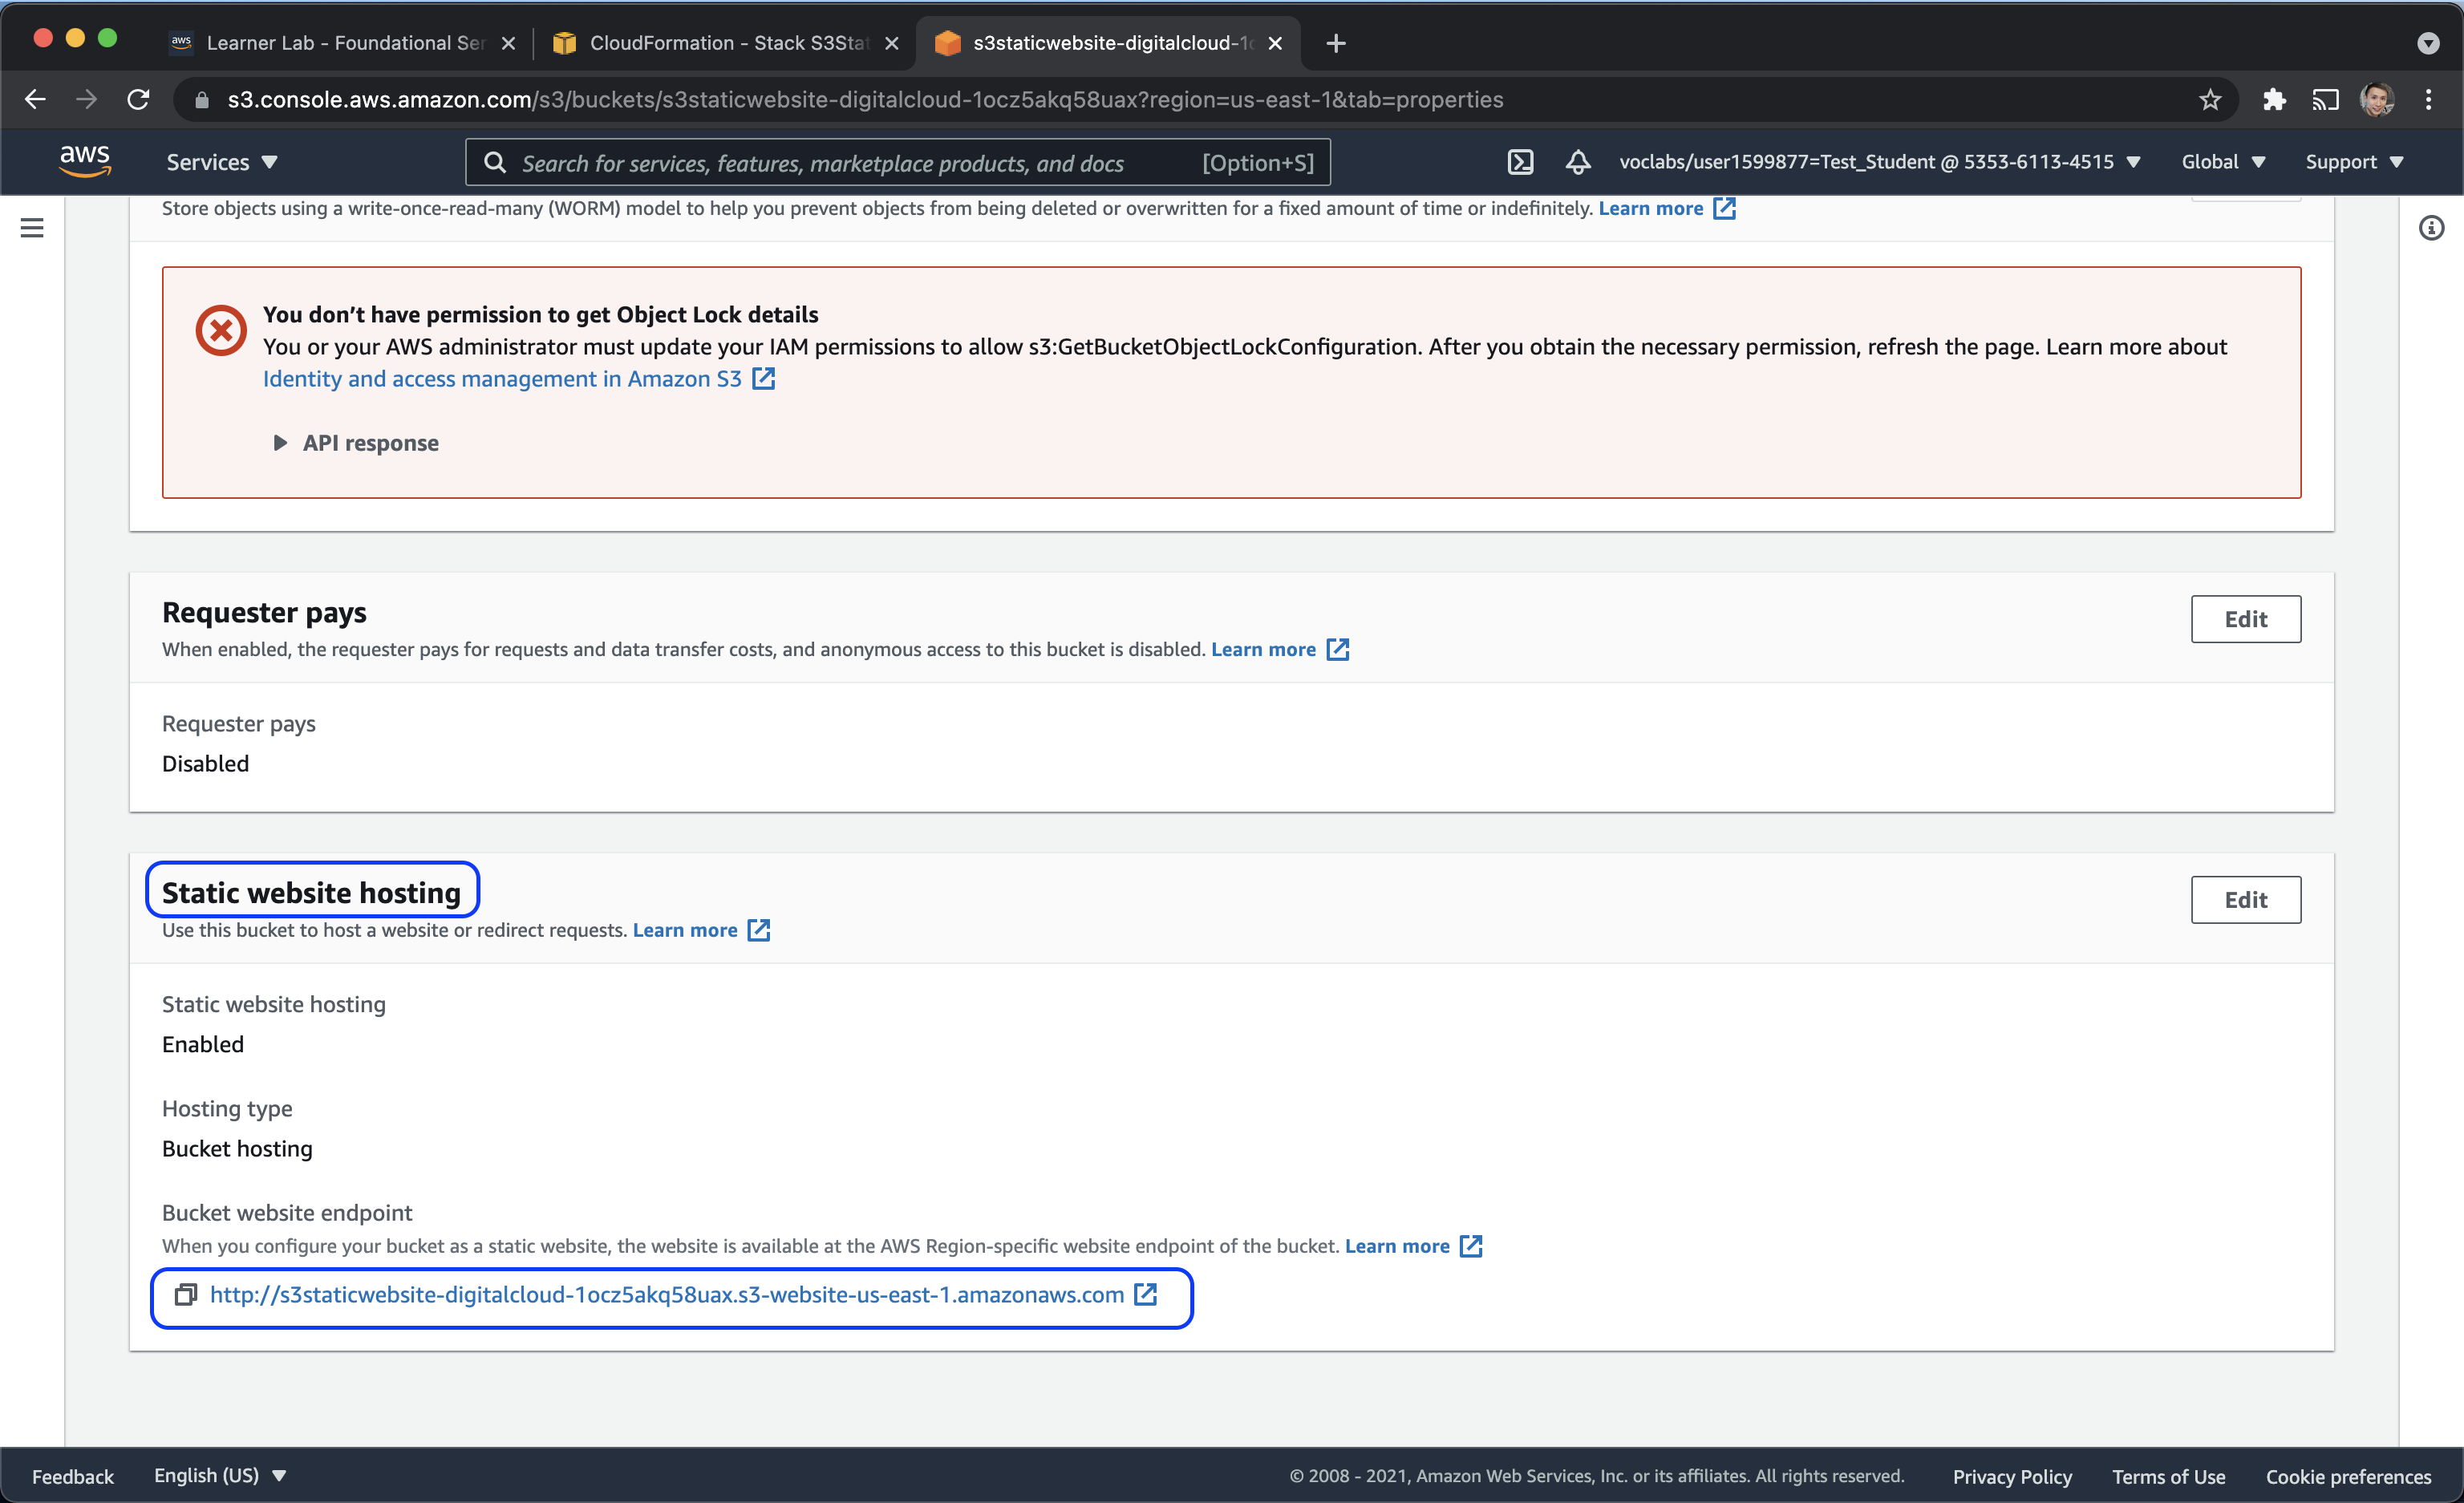 Learner Lab - Foundational Ser
CloudFormation - Stack S3Stat
s3staticwebsite-digitalcloud-1o
s3.console.aws.amazon.com/s3/buckets/s3staticwebsite-digitalcloud-1ocz5akq58uax?region=us-east-1&tab=properties
aws Services Search for services, features, marketplace products, and docs [Option+S] voclabs/user1599877=Test_Student @ 5353-6113-4515 Global Support
Store objects using a write-once-read-many (WORM) model to help you prevent objects from being deleted or overwritten for a fixed amount of time or indefinitely. Learn more
You don’t have permission to get Object Lock details
You or your AWS administrator must update your IAM permissions to allow s3:GetBucketObjectLockConfiguration. After you obtain the necessary permission, refresh the page. Learn more about
Identity and access management in Amazon S3
API response
Requester pays
Edit
When enabled, the requester pays for requests and data transfer costs, and anonymous access to this bucket is disabled. Learn more
Requester pays
Disabled
Static website hosting
Edit
Use this bucket to host a website or redirect requests. Learn more
Static website hosting
Enabled
Hosting type
Bucket hosting
Bucket website endpoint
When you configure your bucket as a static website, the website is available at the AWS Region-specific website endpoint of the bucket. Learn more
http://s3staticwebsite-digitalcloud-1ocz5akq58uax.s3-website-us-east-1.amazonaws.com
Feedback English (US) © 2008 - 2021, Amazon Web Services, Inc. or its affiliates. All rights reserved. Privacy Policy Terms of Use Cookie preferences